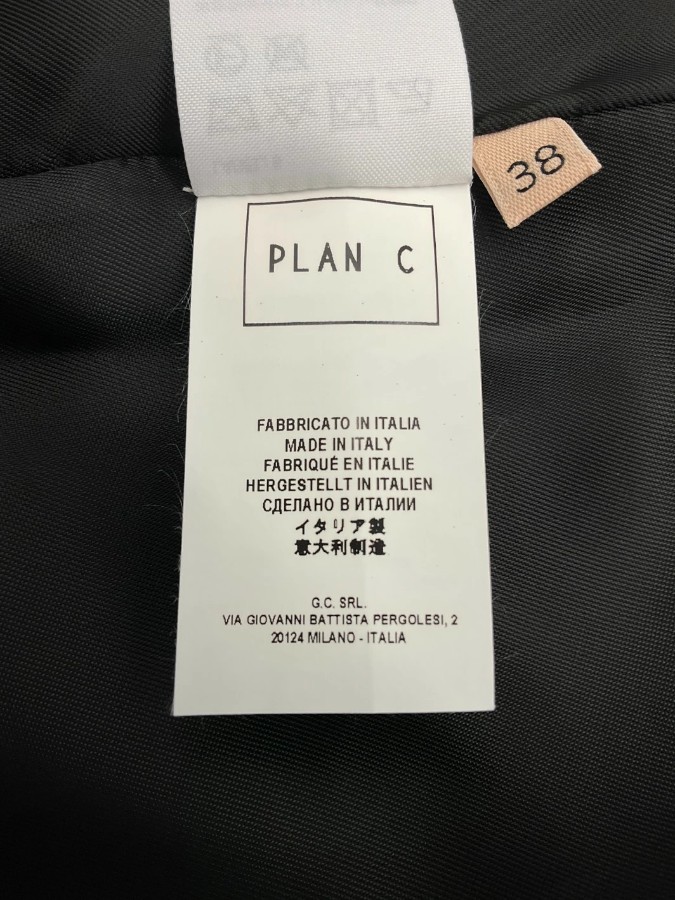 38
PLAN C
FABBRICATO IN ITALIA
MADE IN ITALY
FABRIQUÉ EN ITALIE
HERGESTELLT IN ITALIEN
СДЕЛАНО В ИТАЛИИ
イタリア製
意大利制造
G.C. SRL.
VIA GIOVANNI BATTISTA PERGOLESI, 2
20124 MILANO - ITALIA